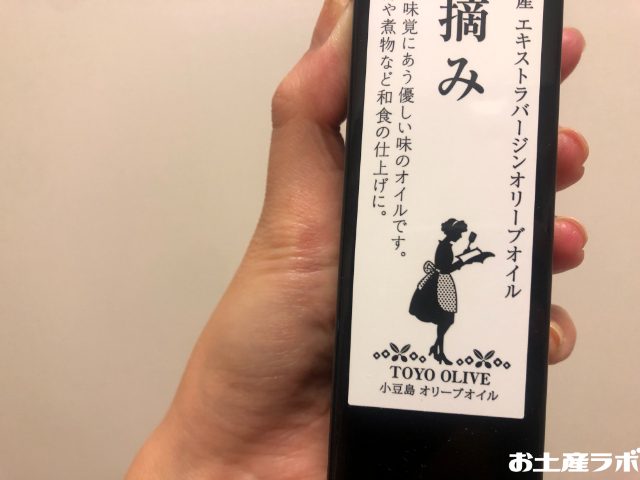 産 エキストラバージンオリーブオイル
摘み
味覚にあう優しい味のオイルです。
や煮物など和食の仕上げに。
TOYO OLIVE
小豆島 オリーブオイル
お土産ラボ